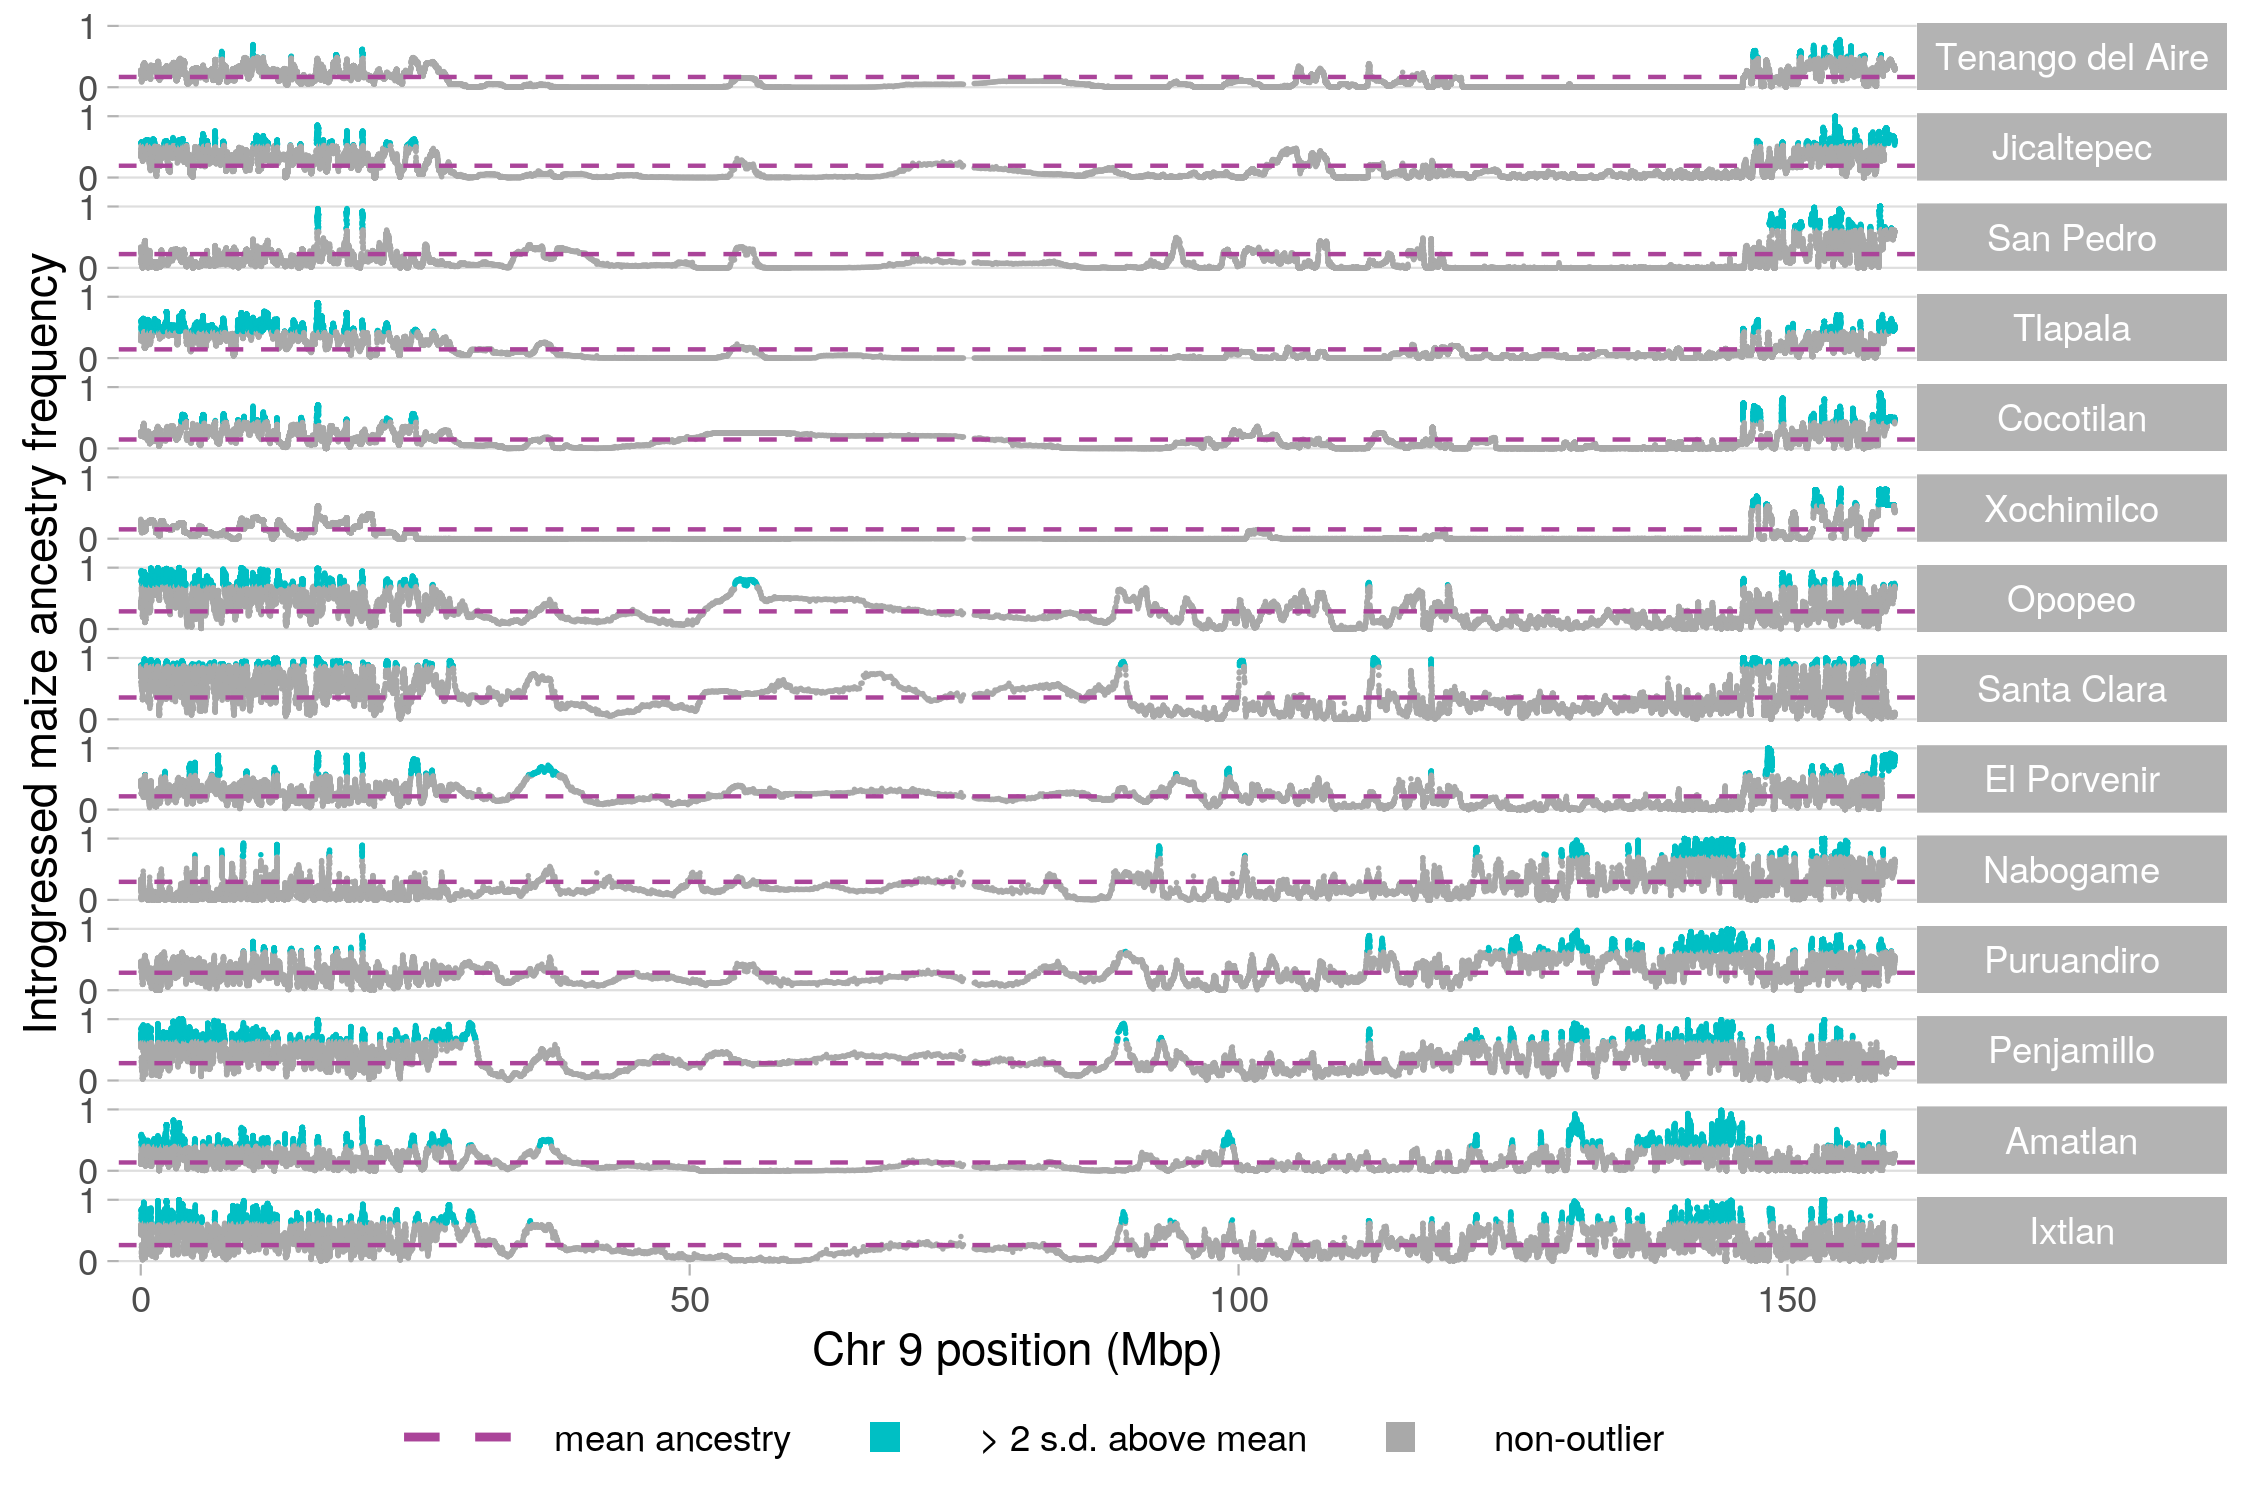 Introgressed maize ancestry frequency
1
0
Tenango del Aire
1
0
Jicaltepec
1
0
San Pedro
1
0
Tlapala
1
0
Cocotilan
1
0
Xochimilco
1
0
Opopeo
1
0
Santa Clara
1
0
El Porvenir
1
0
Nabogame
1
0
Puruandiro
1
0
Penjamillo
1
0
Amatlan
1
0
Ixtlan
0 50 100 150
Chr 9 position (Mbp)
mean ancestry > 2 s.d. above mean non-outlier